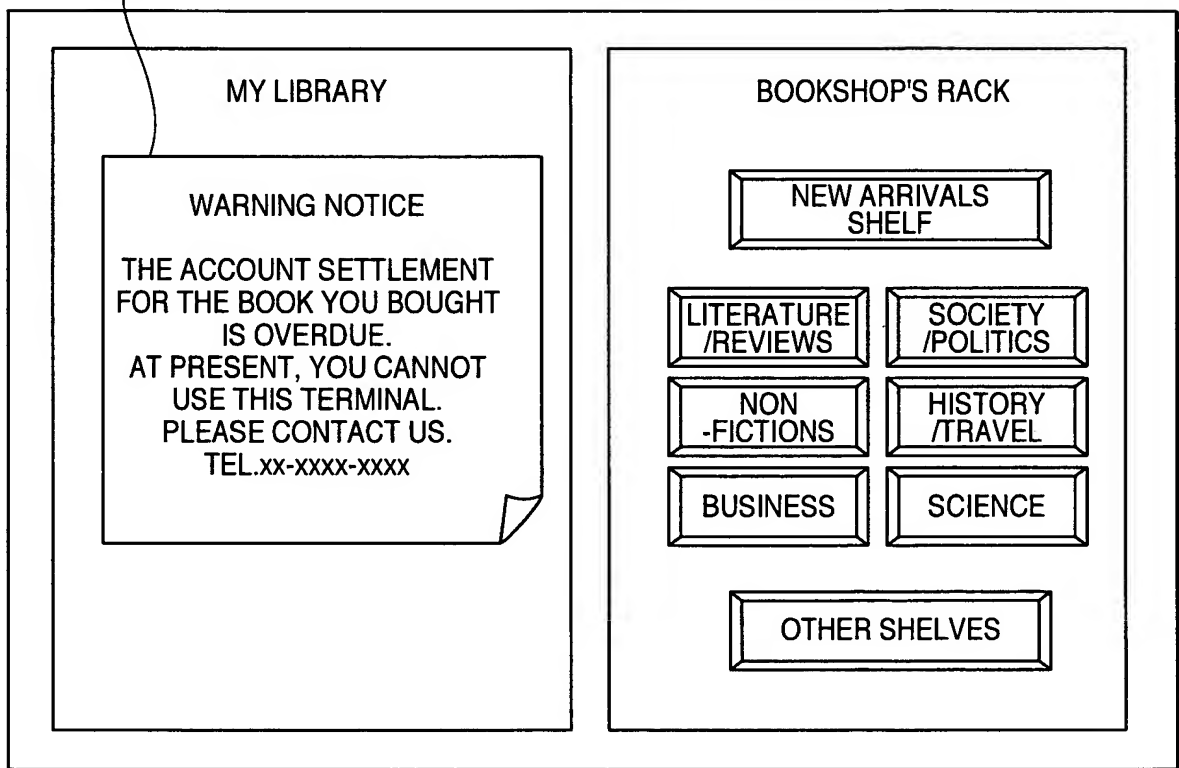 MY LIBRARY
WARNING NOTICE
THE ACCOUNT SETTLEMENT
FOR THE BOOK YOU BOUGHT
IS OVERDUE.
AT PRESENT, YOU CANNOT
USE THIS TERMINAL.
PLEASE CONTACT US.
TEL.xx-xxxx-xxxx
BOOKSHOP'S RACK
NEW ARRIVALS
SHELF
LITERATURE
/REVIEWS
SOCIETY
/POLITICS
NON
-FICTIONS
HISTORY
/TRAVEL
BUSINESS
SCIENCE
OTHER SHELVES